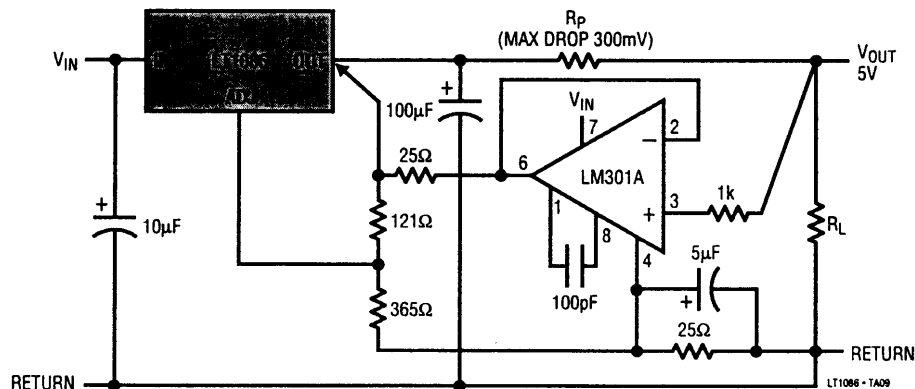 RP
(MAX DROP 300mV)
VIN
IN LT1086 OUT
ADJ
VOUT
5V
+
100µF
VIN
7
2
−
6
LM301A
25Ω
1k
3
+
1
8
4
RL
+
10µF
121Ω
5µF
+
100pF
365Ω
25Ω
RETURN
RETURN
LT1086 • TA09